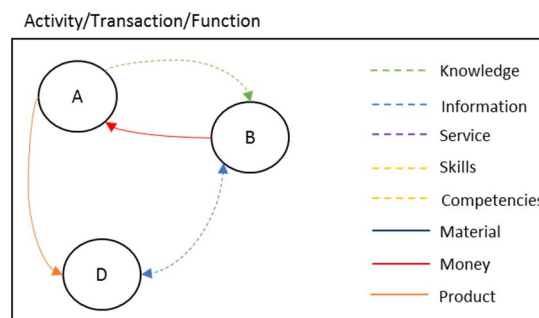 Activity/Transaction/Function
A
B
D
Knowledge
Information
Service
Skills
Competencies
Material
Money
Product